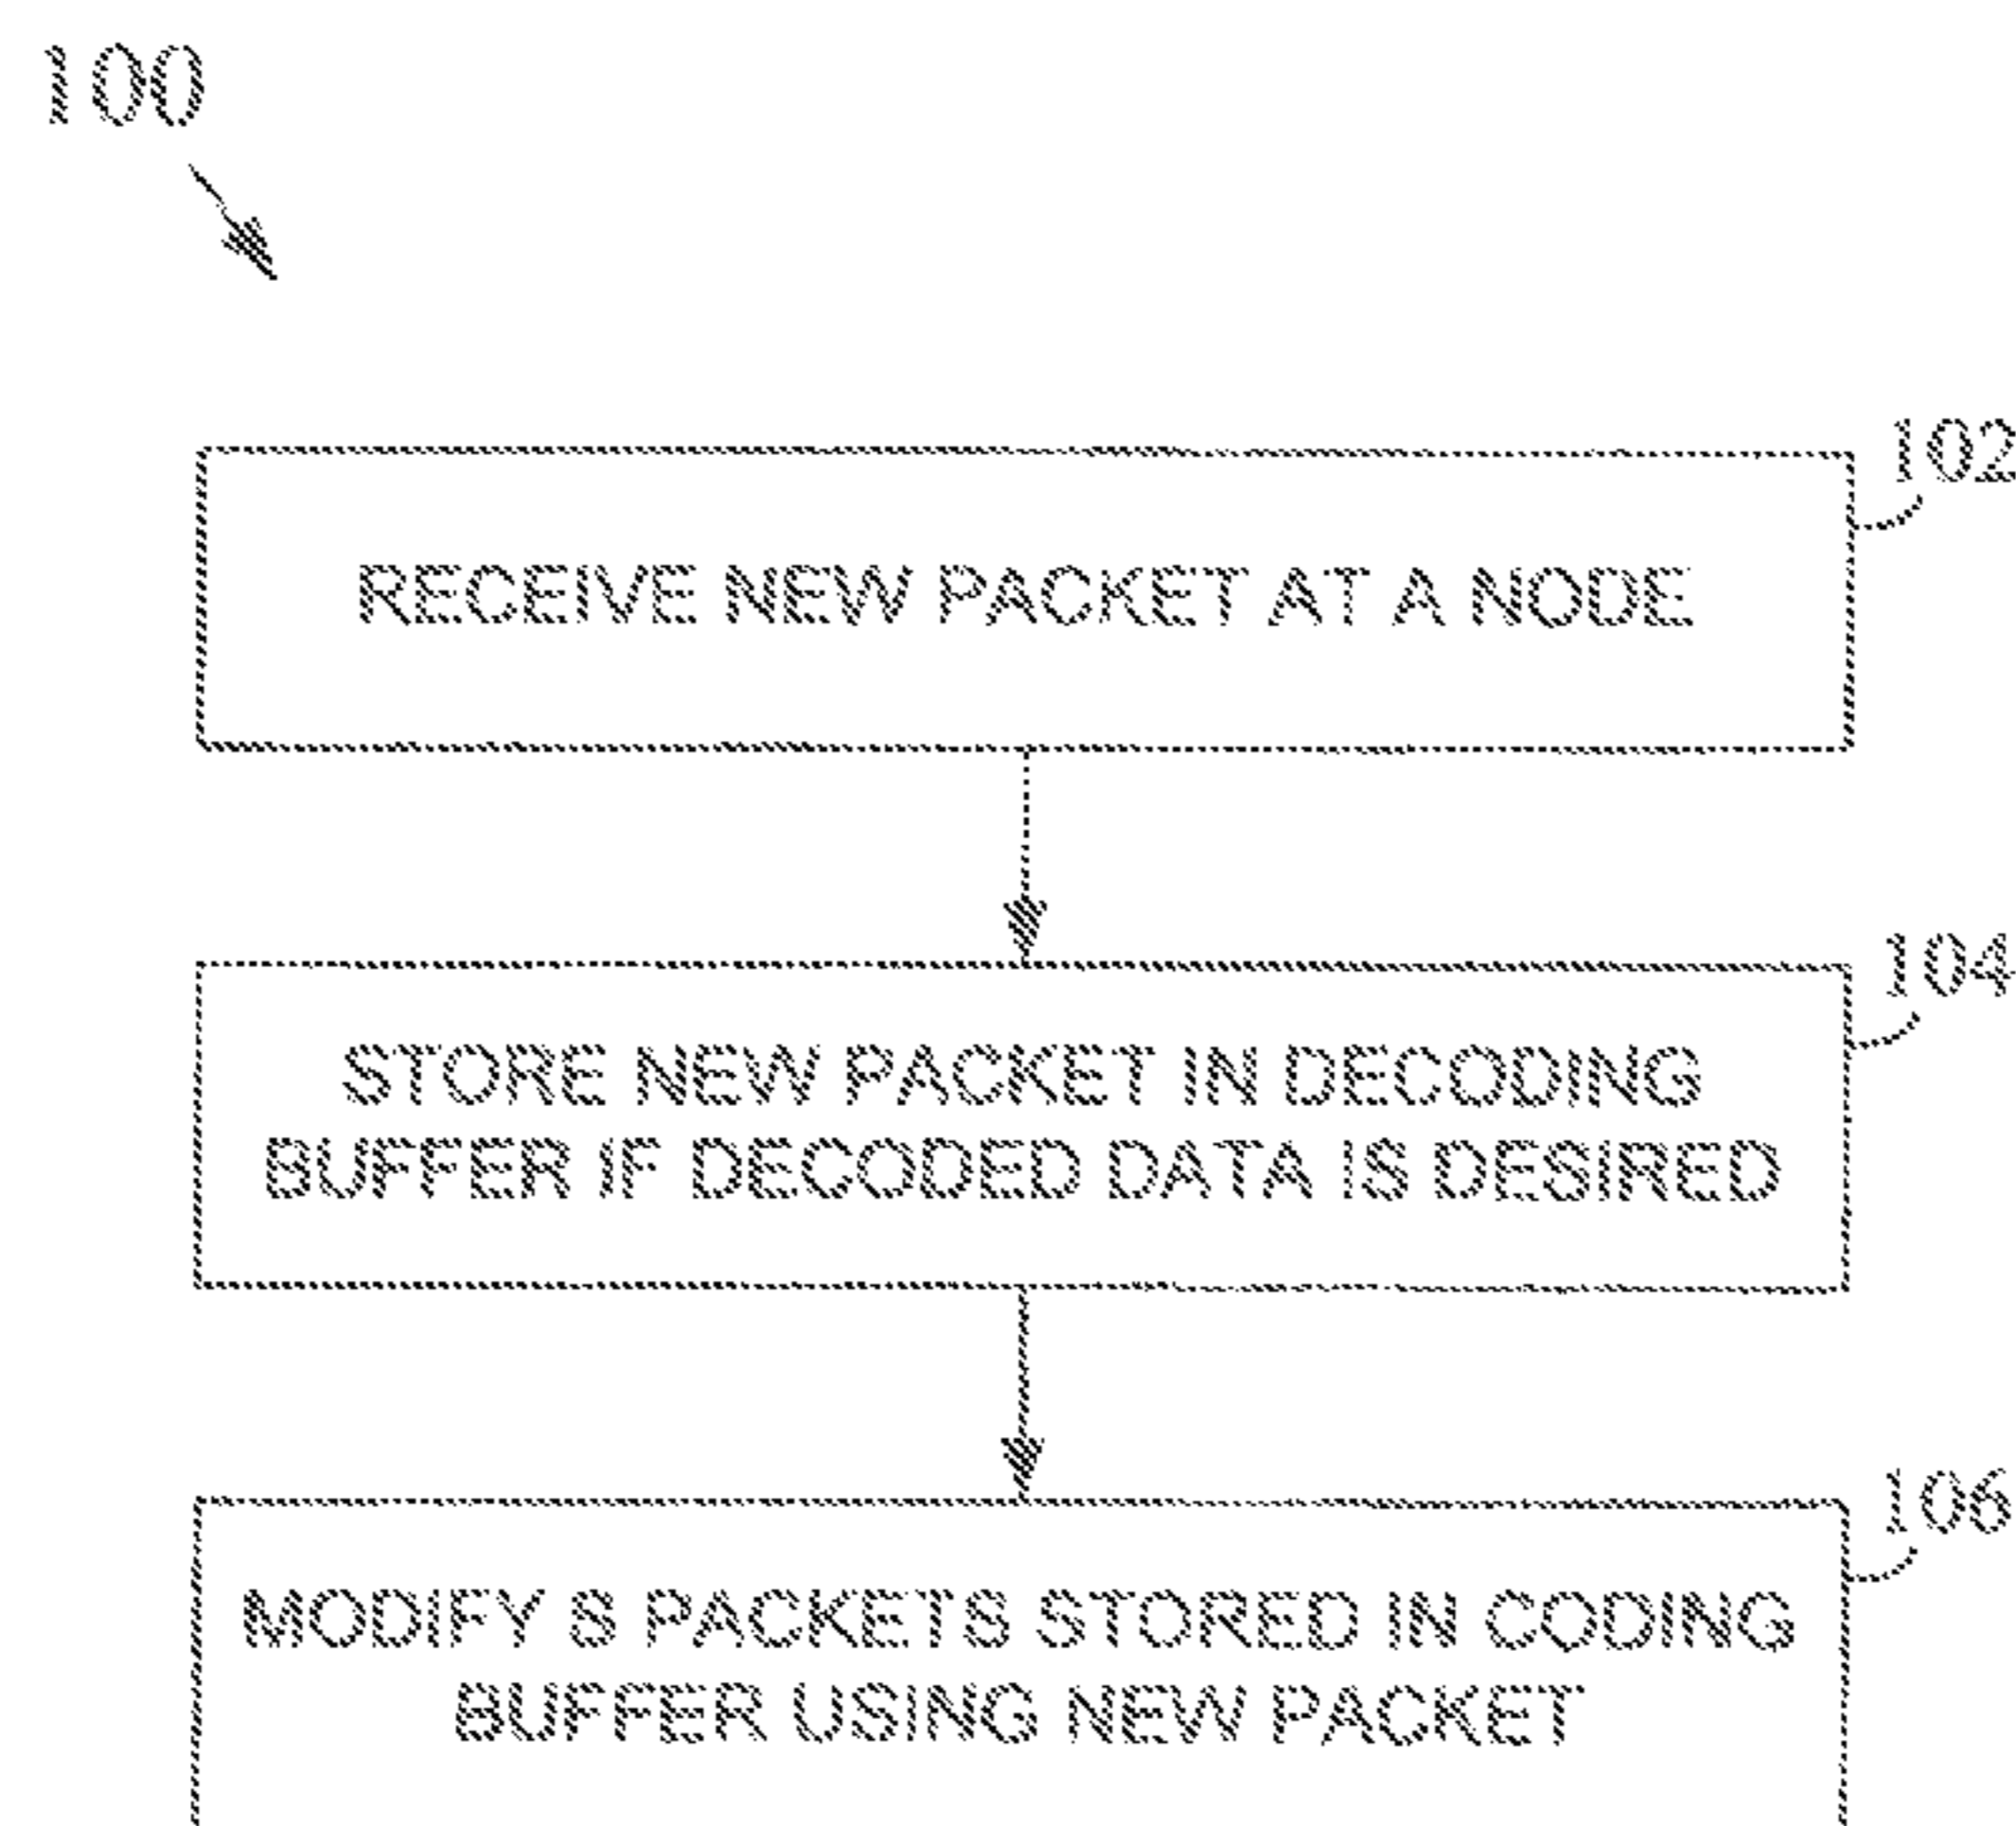 100
102
RECEIVE NEW PACKET AT A NODE
104
STORE NEW PACKET IN DECODING
BUFFER IF DECODED DATA IS DESIRED
106
MODIFY S PACKETS STORED IN CODING
BUFFER USING NEW PACKET